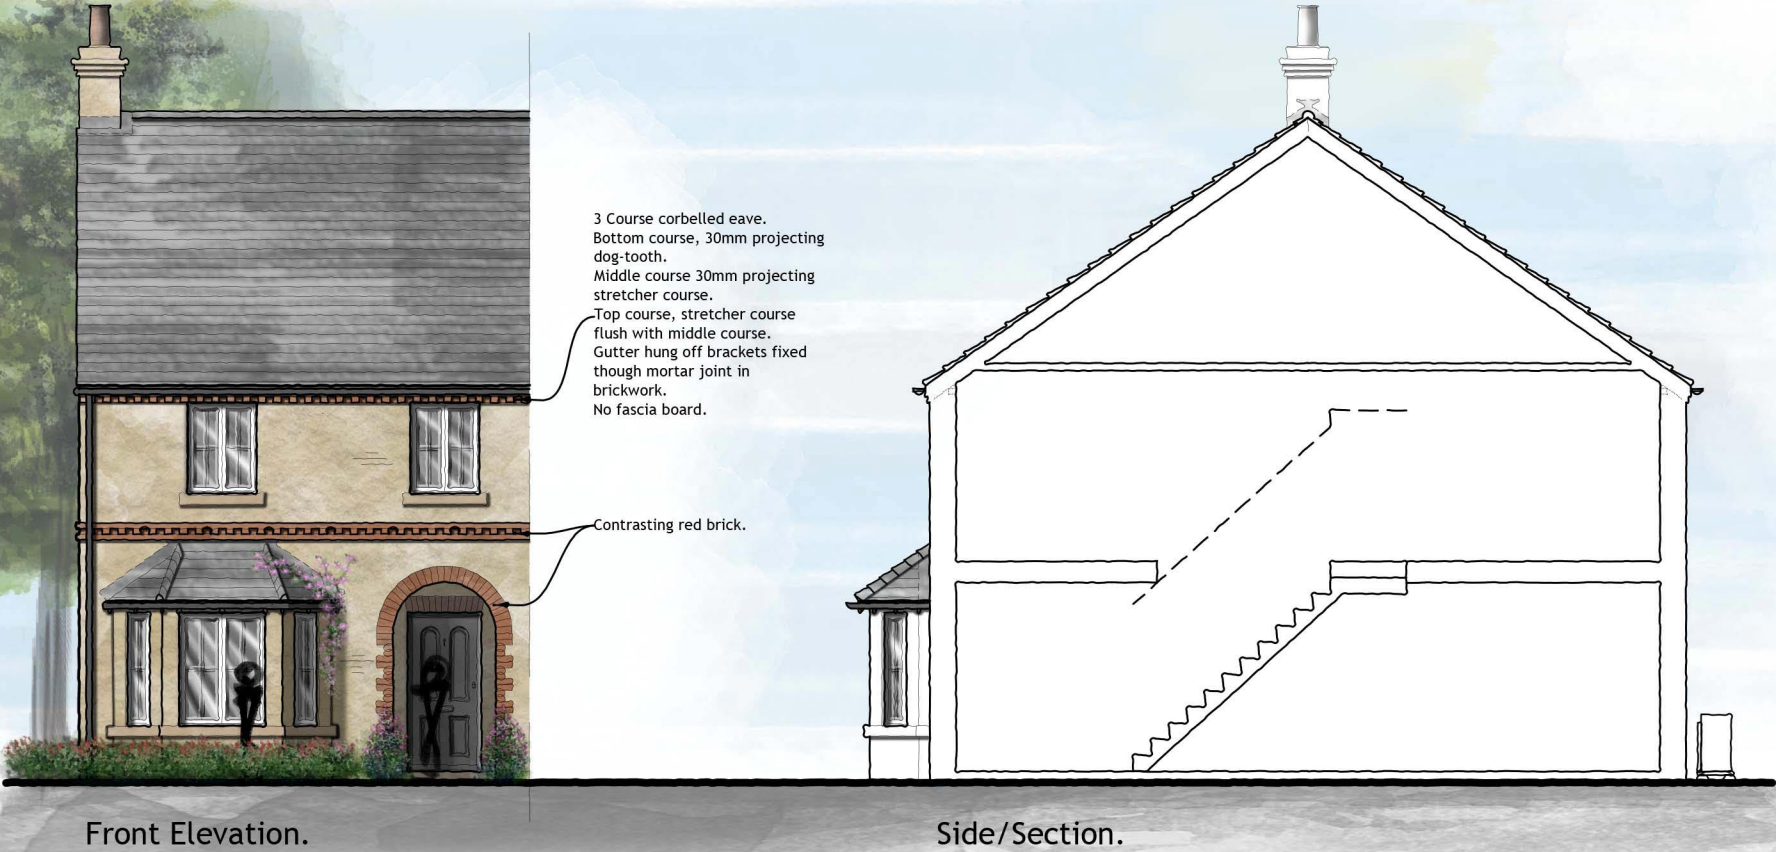 3 Course corbelled eave.
Bottom course, 30mm projecting
dog-tooth.
Middle course 30mm projecting
stretcher course.
Top course, stretcher course
flush with middle course.
Gutter hung off brackets fixed
though mortar joint in
brickwork.
No fascia board.
Contrasting red brick.
Front Elevation.
Side/Section.